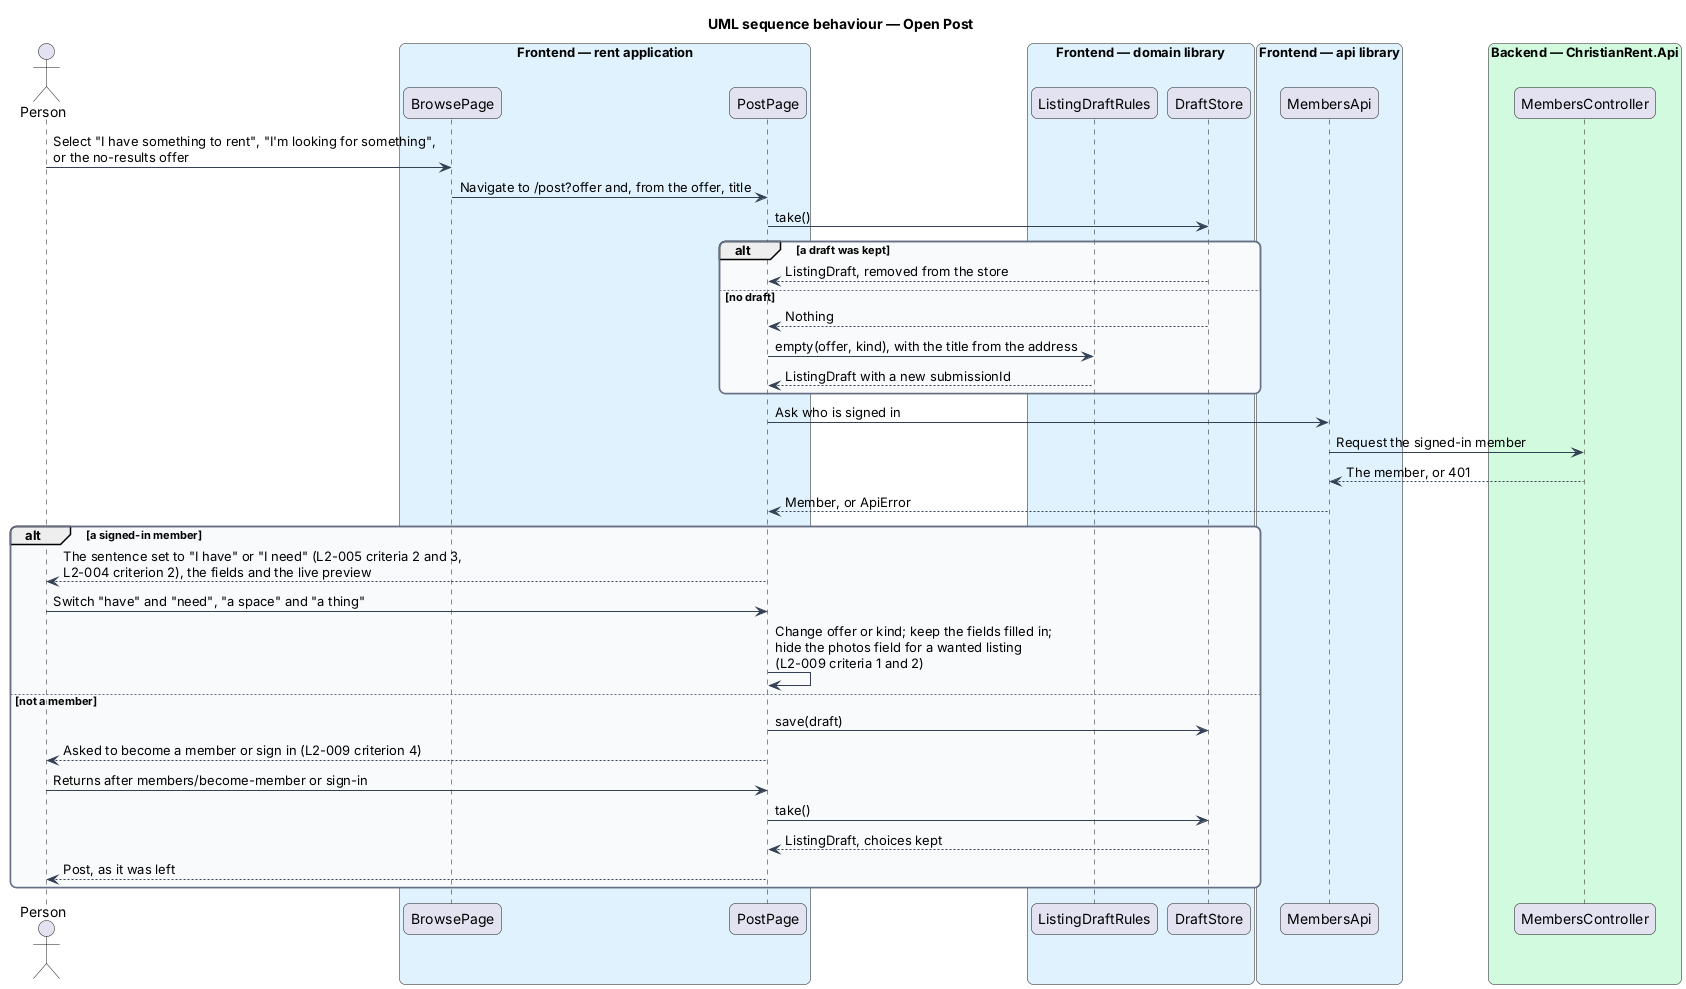 UML sequence behaviour — Open Post
Frontend — rent application
Frontend — domain library
Frontend — api library
Backend — ChristianRent.Api
Person
BrowsePage
PostPage
ListingDraftRules
DraftStore
MembersApi
MembersController
Select "I have something to rent", "I'm looking for something",
or the no-results offer
Navigate to /post?offer and, from the offer, title
take()
alt
[a draft was kept]
ListingDraft, removed from the store
[no draft]
Nothing
empty(offer, kind), with the title from the address
ListingDraft with a new submissionId
Ask who is signed in
Request the signed-in member
The member, or 401
Member, or ApiError
alt
[a signed-in member]
The sentence set to "I have" or "I need" (L2-005 criteria 2 and 3,
L2-004 criterion 2), the fields and the live preview
Switch "have" and "need", "a space" and "a thing"
Change offer or kind; keep the fields filled in;
hide the photos field for a wanted listing
(L2-009 criteria 1 and 2)
[not a member]
save(draft)
Asked to become a member or sign in (L2-009 criterion 4)
Returns after members/become-member or sign-in
take()
ListingDraft, choices kept
Post, as it was left
Person
BrowsePage
PostPage
ListingDraftRules
DraftStore
MembersApi
MembersController